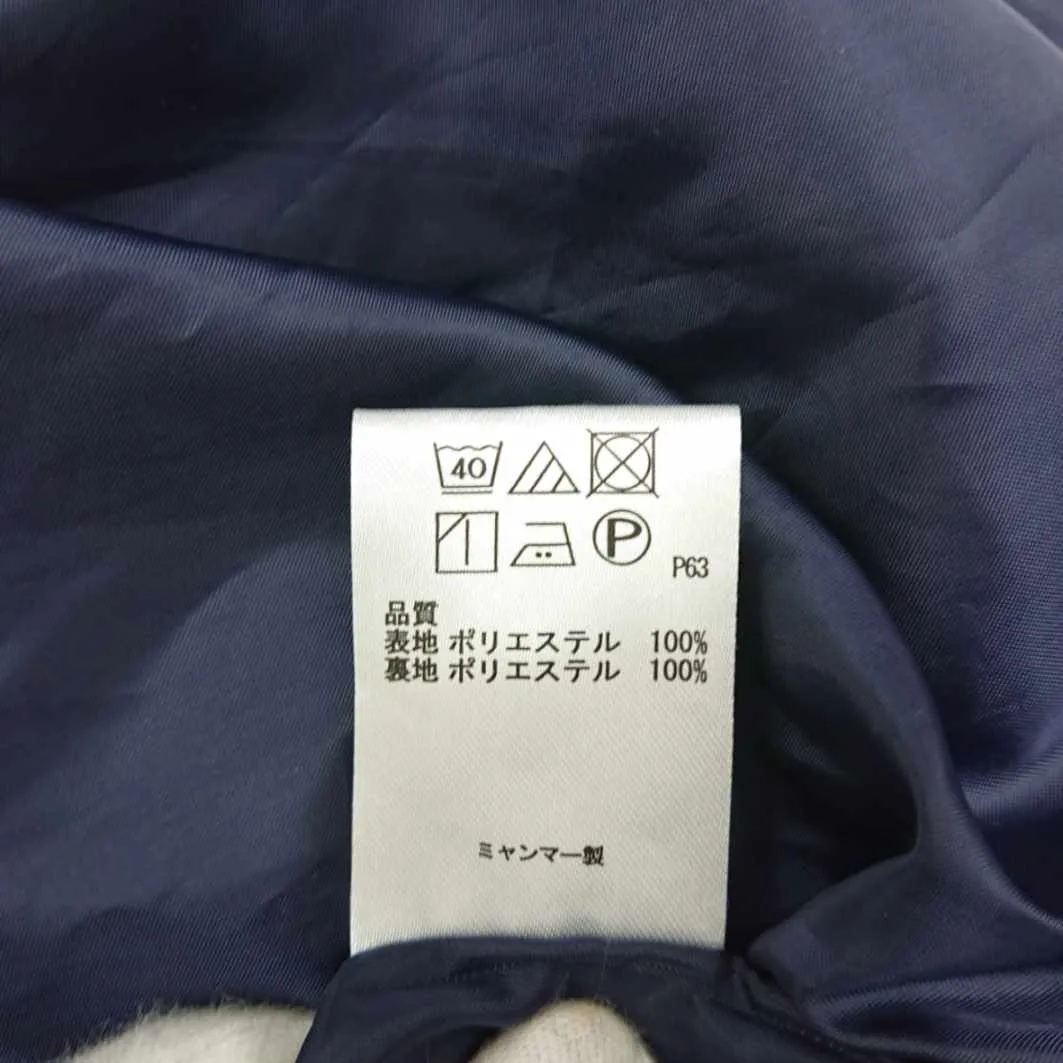 40
P
P63
品質
表地 ポリエステル 100%
裏地 ポリエステル 100%
ミャンマー製